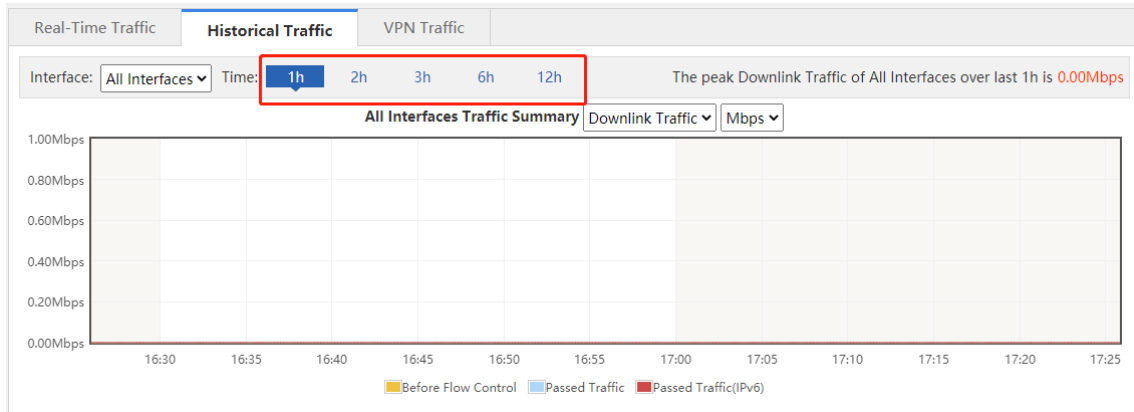 Real-Time Traffic Historical Traffic VPN Traffic
Interface: All Interfaces Time: 1h 2h 3h 6h 12h The peak Downlink Traffic of All Interfaces over last 1h is 0.00Mbps
All Interfaces Traffic Summary Downlink Traffic Mbps
1.00Mbps
0.80Mbps
0.60Mbps
0.40Mbps
0.20Mbps
0.00Mbps
16:30 16:35 16:40 16:45 16:50 16:55 17:00 17:05 17:10 17:15 17:20 17:25
Before Flow Control Passed Traffic Passed Traffic(IPv6)